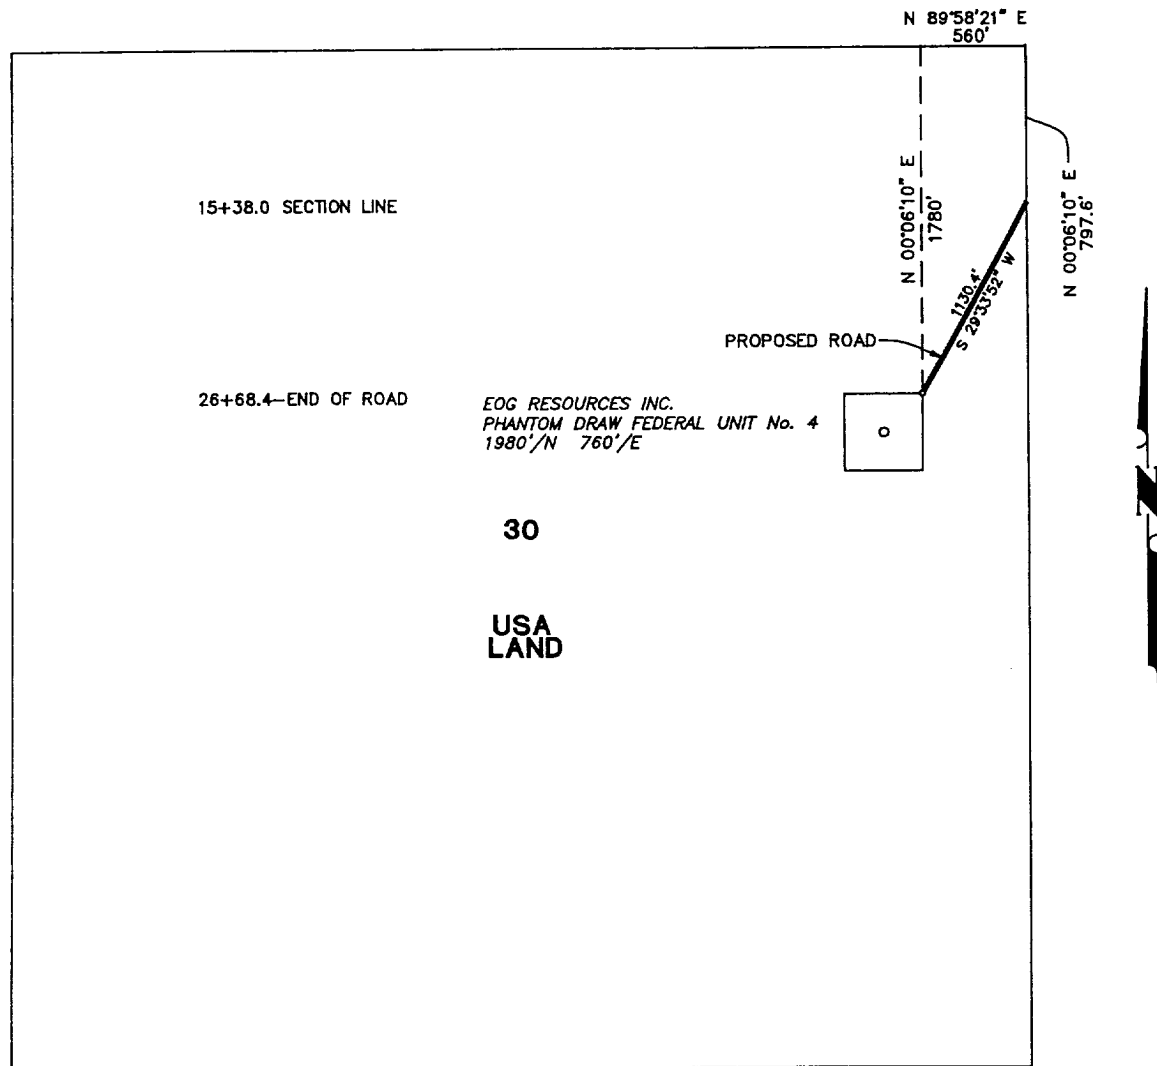 N 89°58'21" E
560'
15+38.0 SECTION LINE
N 00°06'10" E
1780'
N 00°06'10" E
797.6'
1130.4'
S 29°33'52" W
PROPOSED ROAD
26+68.4-END OF ROAD
EOG RESOURCES INC.
PHANTOM DRAW FEDERAL UNIT No. 4
1980'/N 760'/E
30
USA
LAND
N